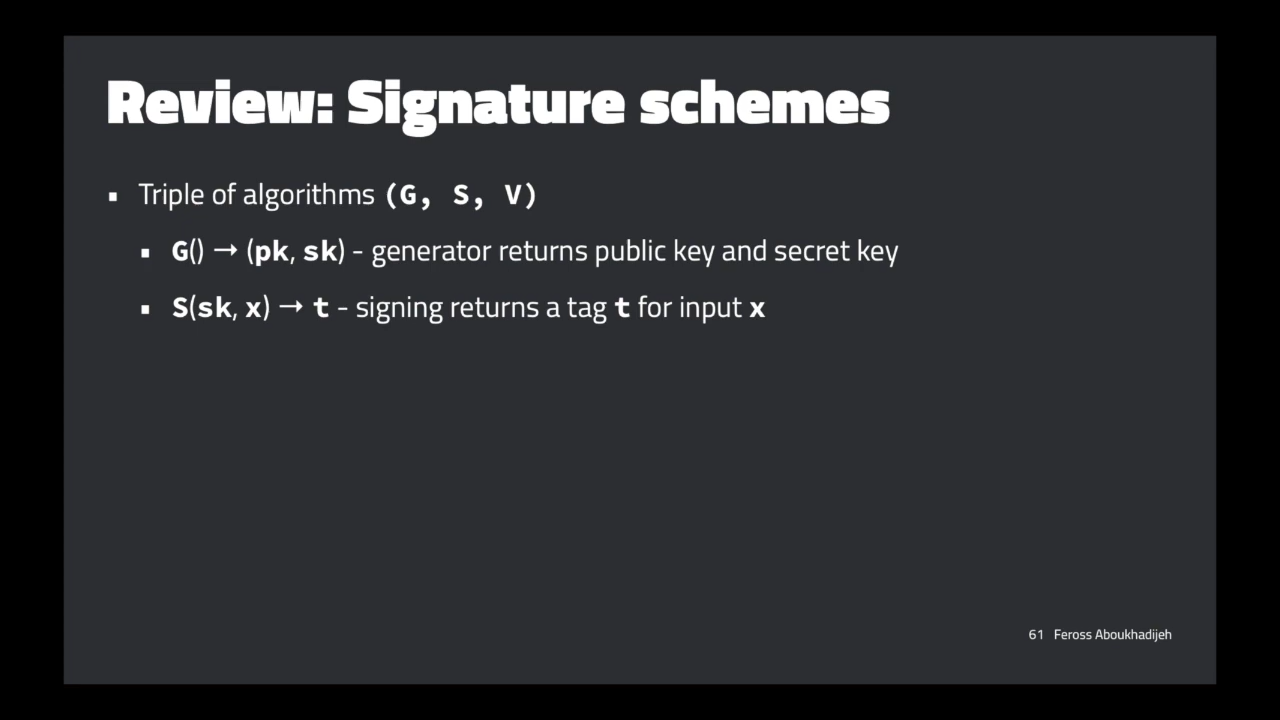 Review: Signature schemes
▪ Triple of algorithms (G, S, V)
▪ G() → (pk, sk) - generator returns public key and secret key
▪ S(sk, x) → t - signing returns a tag t for input x
61 Feross Aboukhadijeh